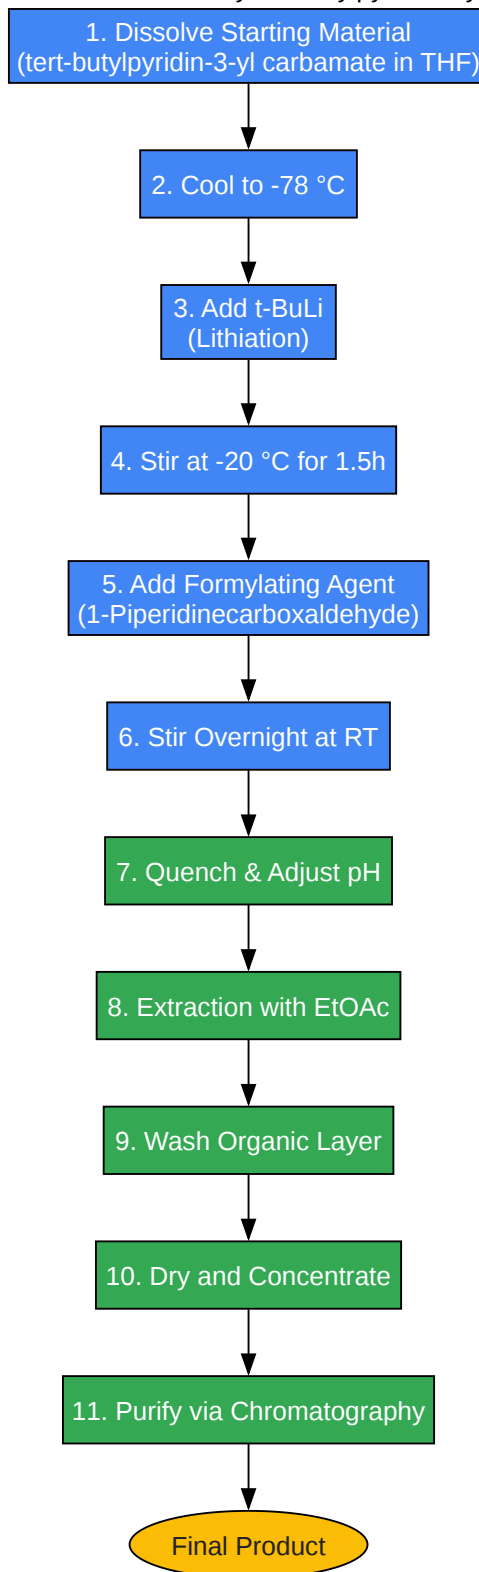 1. Dissolve Starting Material
(tert-butylpyridin-3-yl carbamate in THF)
2. Cool to -78 °C
3. Add t-BuLi
(Lithiation)
4. Stir at -20 °C for 1.5h
5. Add Formylating Agent
(1-Piperidinecarboxaldehyde)
6. Stir Overnight at RT
7. Quench & Adjust pH
8. Extraction with EtOAc
9. Wash Organic Layer
10. Dry and Concentrate
11. Purify via Chromatography
Final Product